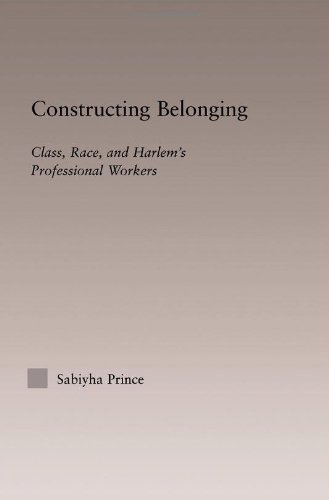 Constructing Belonging
Class, Race, and Harlem's
Professional Workers
Sabiyha Prince